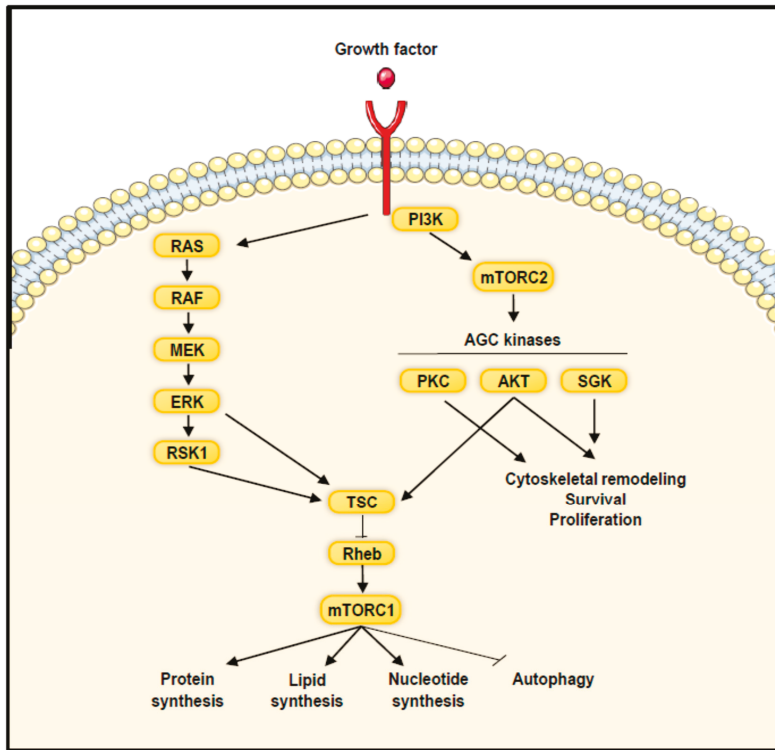 Growth factor
PI3K
RAS
mTORC2
RAF
AGC kinases
MEK
PKC AKT SGK
ERK
RSK1
Cytoskeletal remodeling
Survival
Proliferation
TSC
Rheb
mTORC1
Protein
synthesis
Lipid
synthesis
Nucleotide
synthesis
Autophagy